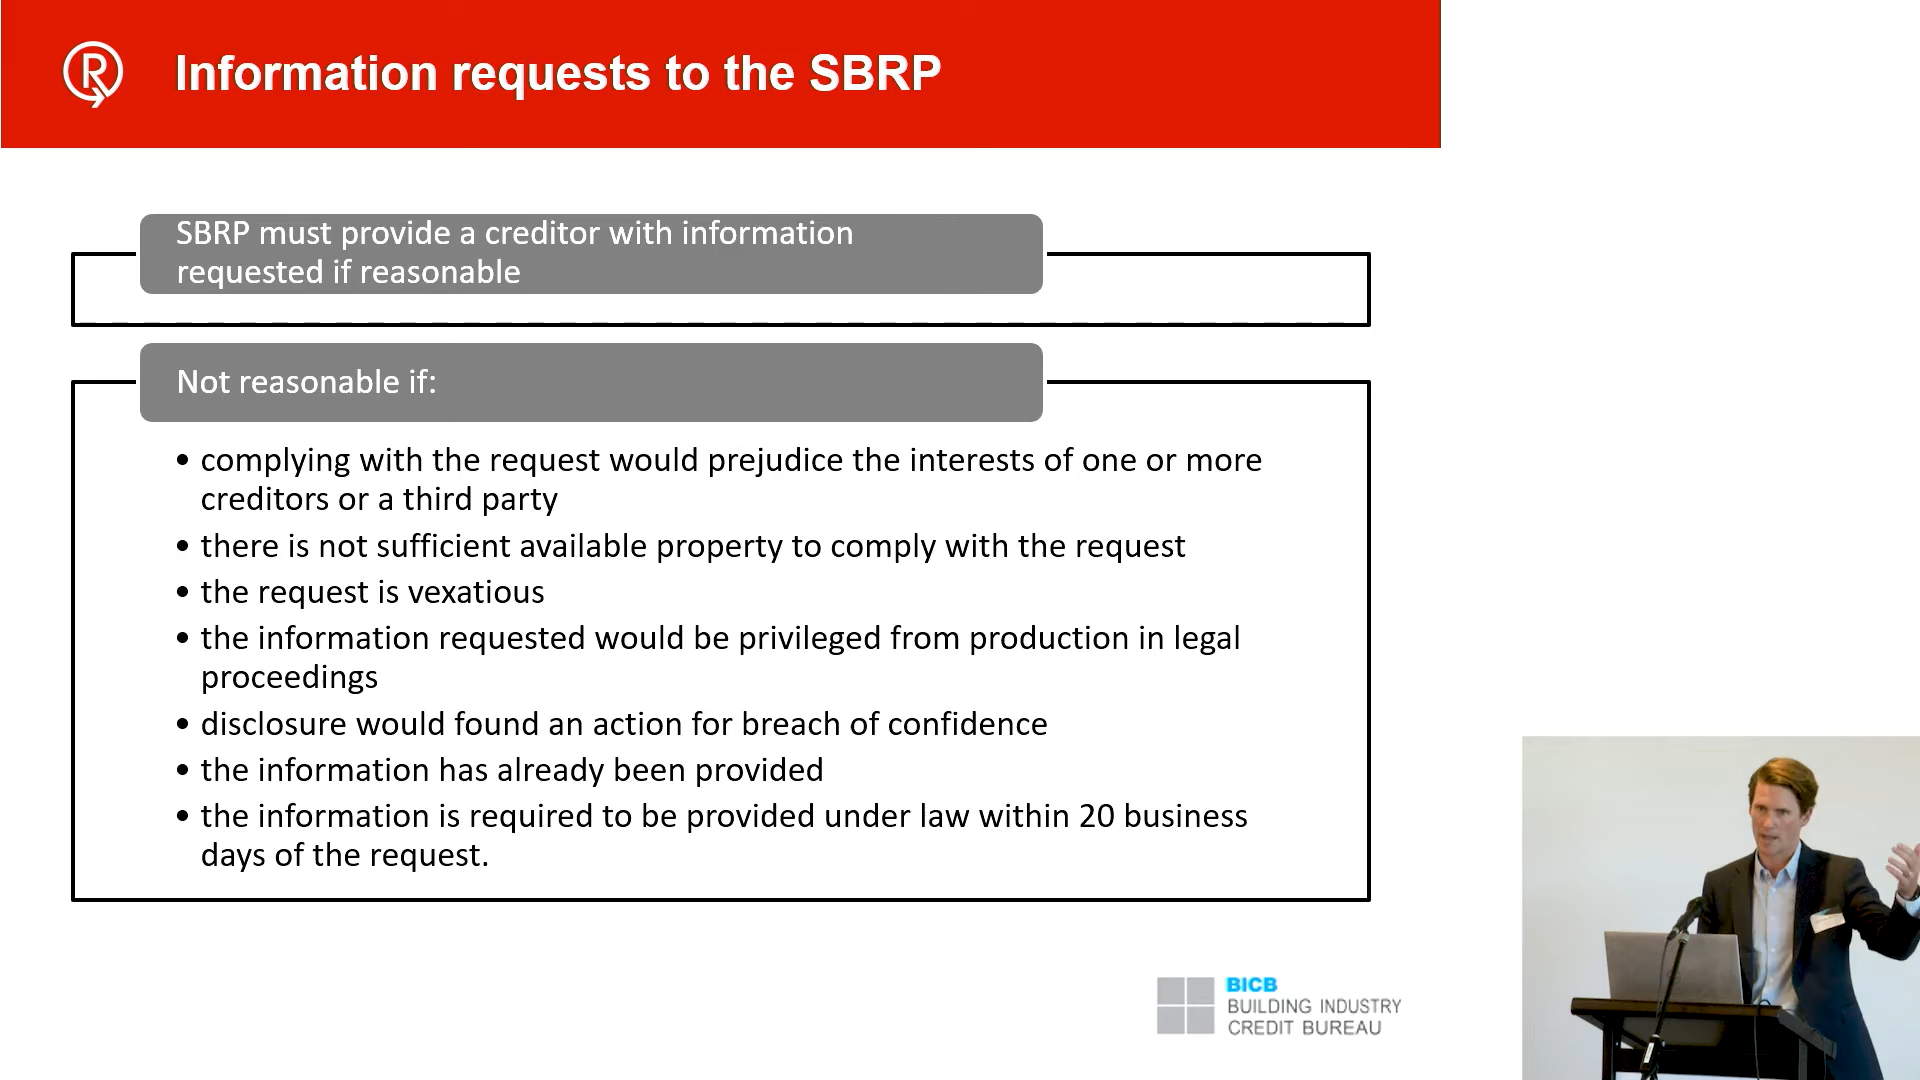 Information requests to the SBRP
SBRP must provide a creditor with information
requested if reasonable
Not reasonable if:
• complying with the request would prejudice the interests of one or more
creditors or a third party
• there is not sufficient available property to comply with the request
• the request is vexatious
• the information requested would be privileged from production in legal
proceedings
• disclosure would found an action for breach of confidence
• the information has already been provided
• the information is required to be provided under law within 20 business
days of the request.
BICB
BUILDING INDUSTRY
CREDIT BUREAU